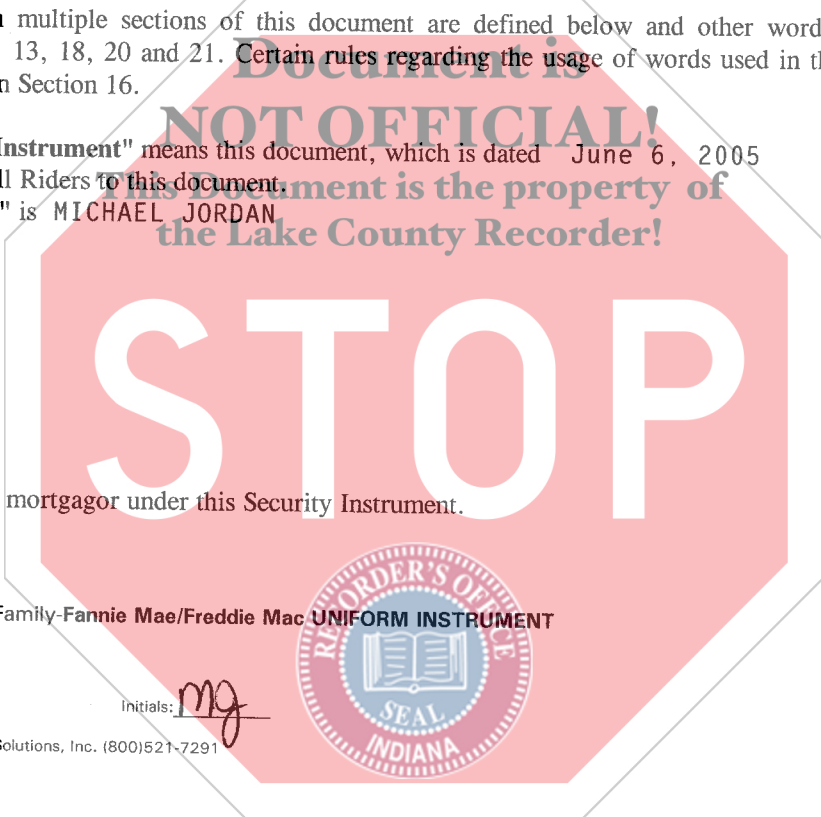 multiple sections of this document are defined below and other word
13, 18, 20 and 21. Certain rules regarding the usage of words used in th
n Section 16.
Document is
NOT OFFICIAL!
Instrument" means this document, which is dated June 6, 2005
ll Riders to this document.
This Document is the property of
" is MICHAEL JORDAN
the Lake County Recorder!
STOP
mortgagor under this Security Instrument.
RECORDER'S OFFICE
SEAL
INDIANA
Family-Fannie Mae/Freddie Mac UNIFORM INSTRUMENT
Initials: mg
Solutions, Inc. (800)521-7291